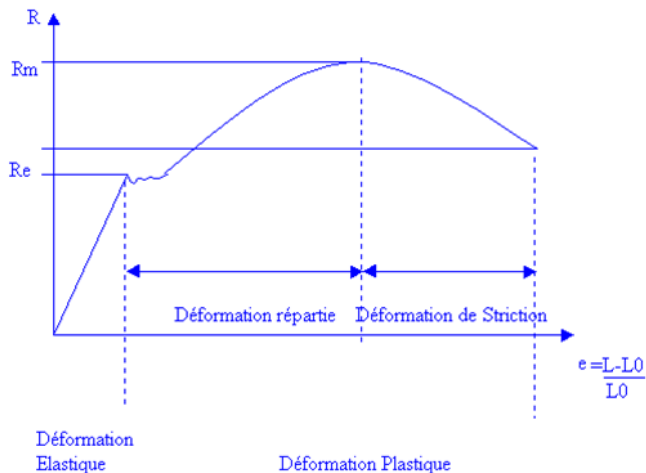 R
Rm
Re
Déformation répartie
Déformation de Striction
e = L-L0
L0
Déformation
Elastique
Déformation Plastique